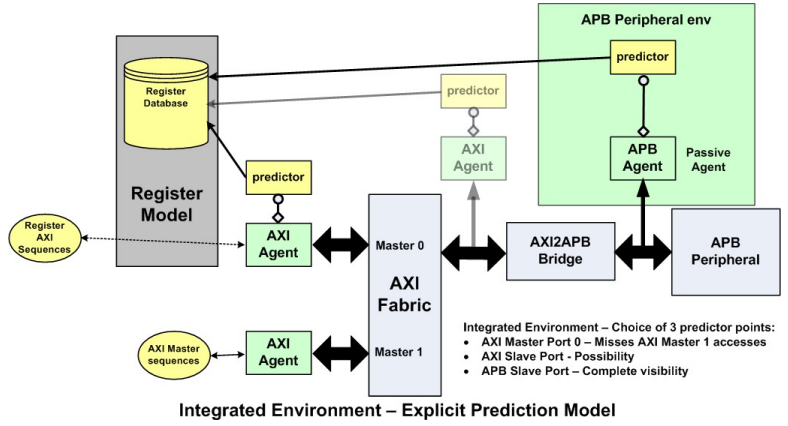 APB Peripheral env
predictor
Register
Database
predictor
AXI
Agent
APB
Agent
Passive
Agent
predictor
Register
Model
Register
AXI
Sequences
AXI
Agent
Master 0
AXI
Fabric
AXI2APB
Bridge
APB
Peripheral
AXI Master
sequences
AXI
Agent
Master 1
Integrated Environment – Choice of 3 predictor points:
• AXI Master Port 0 – Misses AXI Master 1 accesses
• AXI Slave Port - Possibility
• APB Slave Port – Complete visibility
Integrated Environment – Explicit Prediction Model